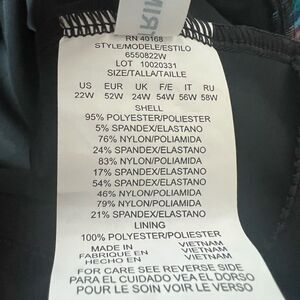 RN 40168
STYLE/MODELE/ESTILO
6550822W
LOT 10020331
SIZE/TALLA/TAILLE
US EUR UK F/E IT RU
22W 52W 24W 54W 56W 58W
SHELL
95% POLYESTER/POLIESTER
5% SPANDEX/ELASTANO
76% NYLON/POLIAMIDA
24% SPANDEX/ELASTANO
83% NYLON/POLIAMIDA
17% SPANDEX/ELASTANO
54% SPANDEX/ELASTANO
46% NYLON/POLIAMIDA
79% NYLON/POLIAMIDA
21% SPANDEX/ELASTANO
LINING
100% POLYESTER/POLIESTER
MADE IN VIETNAM
FABRIQUE EN VIETNAM
HECHO EN VIETNAM
FOR CARE SEE REVERSE SIDE
PARA EL CUIDADO VEA EL DORSO
POUR LE SOIN VOIR LE REVERSO